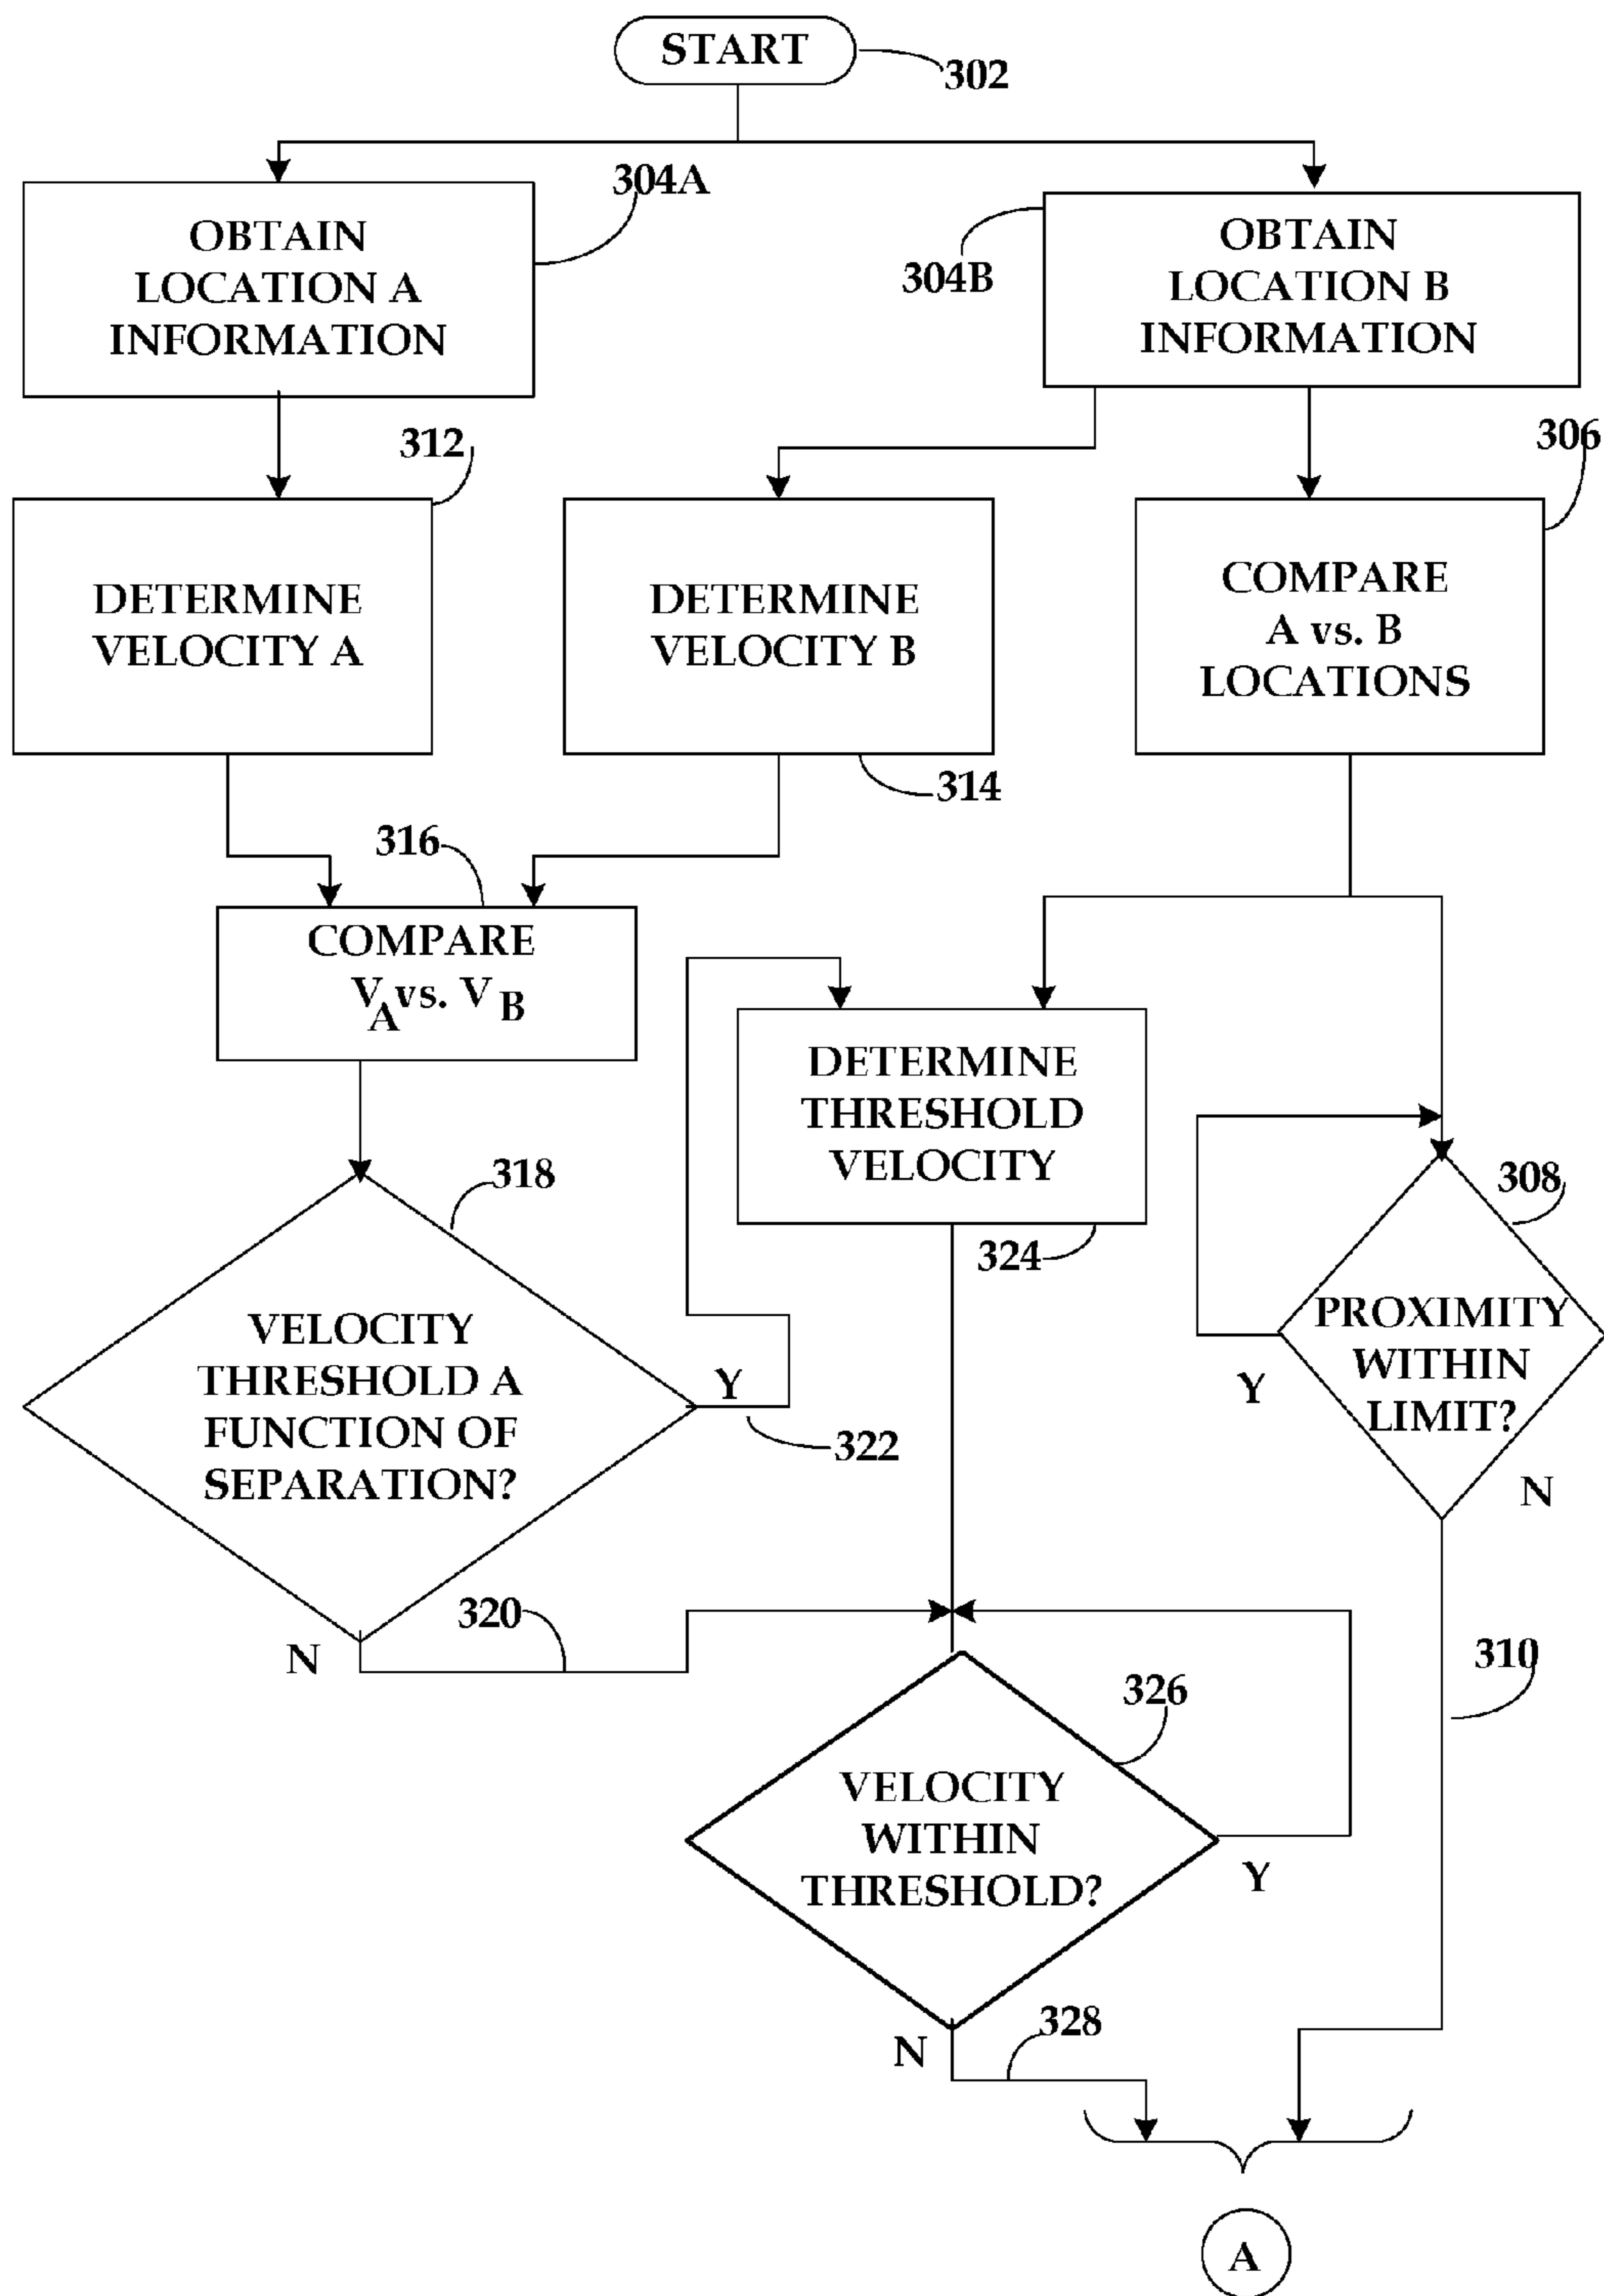 START
302
304A
OBTAIN
LOCATION A
INFORMATION
304B
OBTAIN
LOCATION B
INFORMATION
312
306
DETERMINE
VELOCITY A
DETERMINE
VELOCITY B
COMPARE
A vs. B
LOCATIONS
314
316
COMPARE
VA vs. VB
DETERMINE
THRESHOLD
VELOCITY
318
308
324
VELOCITY
THRESHOLD A
FUNCTION OF
SEPARATION?
Y
322
PROXIMITY
WITHIN
LIMIT?
Y
N
320
N
310
326
VELOCITY
WITHIN
THRESHOLD?
Y
N
328
A